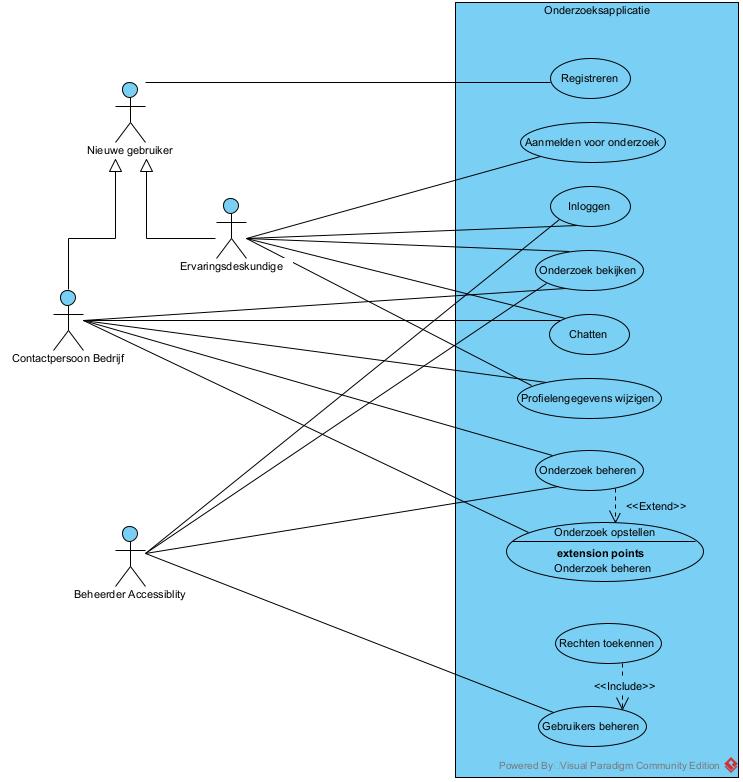 Onderzoeksapplicatie
Registreren
Nieuwe gebruiker
Aanmelden voor onderzoek
Inloggen
Ervaringsdeskundige
Onderzoek bekijken
Contactpersoon Bedrijf
Chatten
Profielengegevens wijzigen
Onderzoek beheren
<<Extend>>
Onderzoek opstellen
extension points
Onderzoek beheren
Beheerder Accessiblity
Rechten toekennen
<<Include>>
Gebruikers beheren
Powered By Visual Paradigm Community Edition